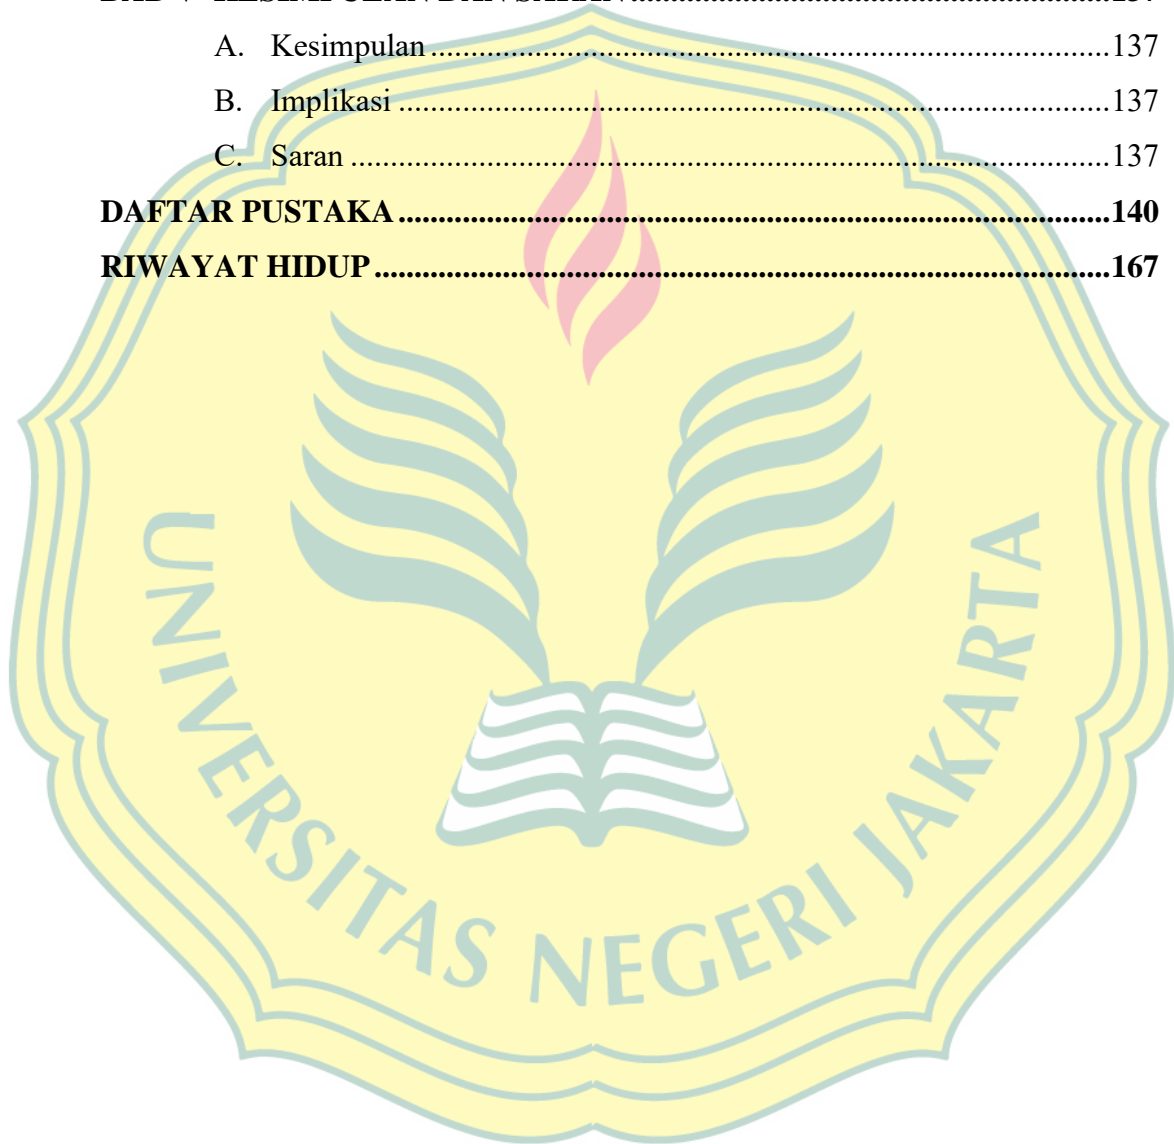 A. Kesimpulan ........................................................................................137
B. Implikasi ............................................................................................137
C. Saran ..................................................................................................137
DAFTAR PUSTAKA ..........................................................................................140
RIWAYAT HIDUP .............................................................................................167
UNIVERSITAS NEGERI JAKARTA